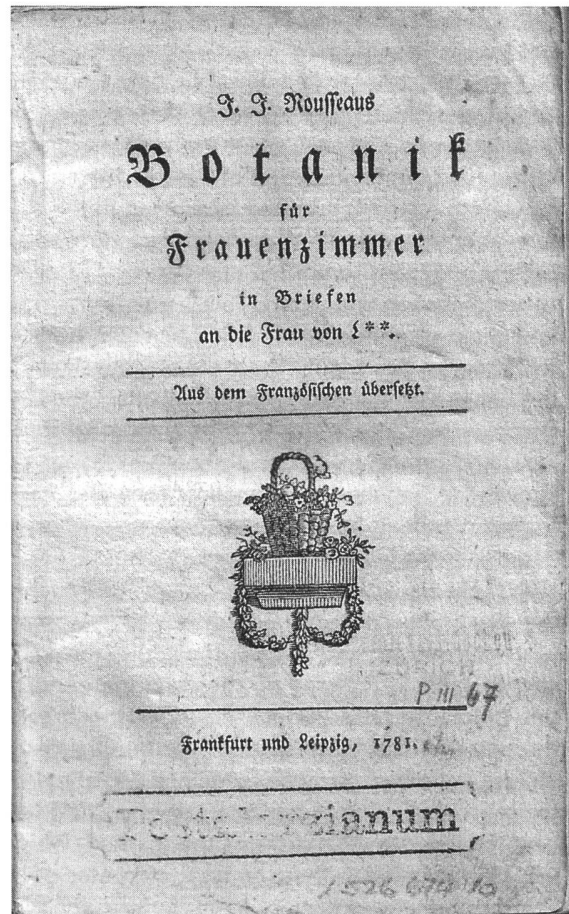 J. J. Rousseaus
Botanik
für
Frauenzimmer
in Briefen
an die Frau von L**.
Aus dem Französischen übersetzt.
P III 67
Frankfurt und Leipzig, 1781.
Pestalozzianum